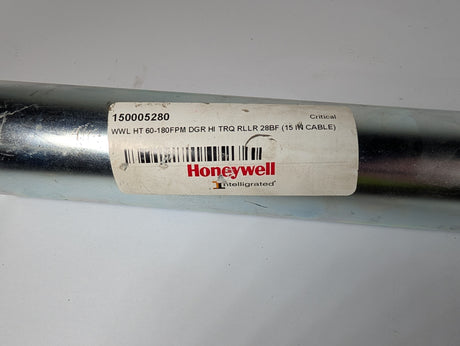 150005280 Critical
WWL HT 60-180FPM DGR HI TRQ RLLR 28BF (15 IN CABLE)
Honeywell
Intelligrated